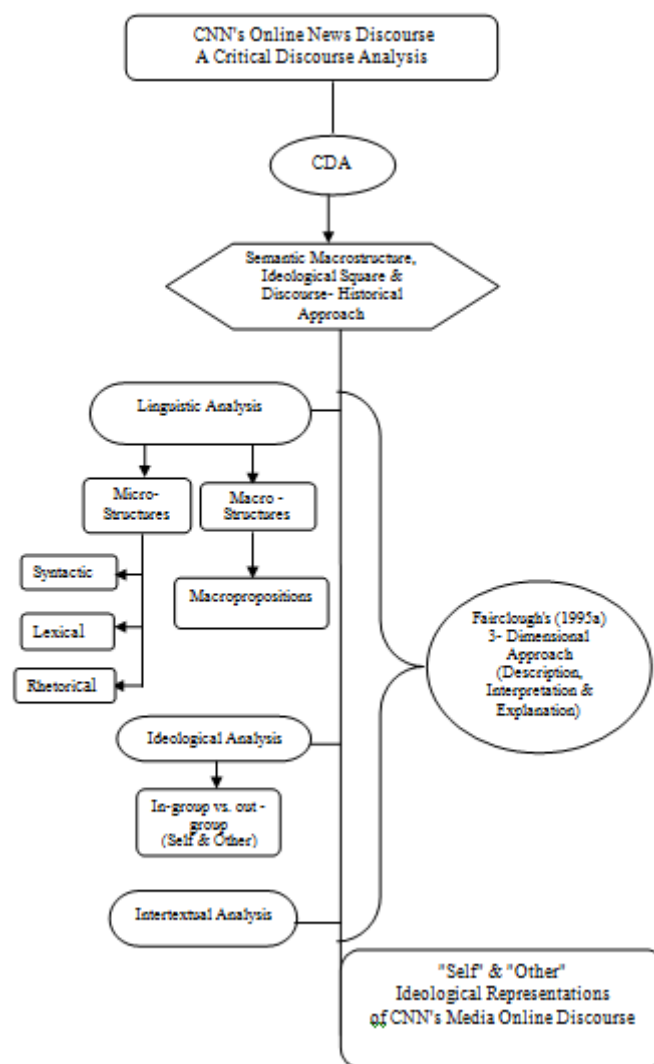 CNN's Online News Discourse
A Critical Discourse Analysis
CDA
Semantic Macrostructure,
Ideological Square &
Discourse- Historical
Approach
Linguistic Analysis
Micro-
Structures
Macro -
Structures
Syntactic
Lexical
Rhetorical
Macropropositions
Fairclough's (1995a)
3- Dimensional
Approach
(Description,
Interpretation &
Explanation)
Ideological Analysis
In-group vs. out -
group
(Self & Other)
Intertextual Analysis
"Self" & "Other"
Ideological Representations
of CNN's Media Online Discourse